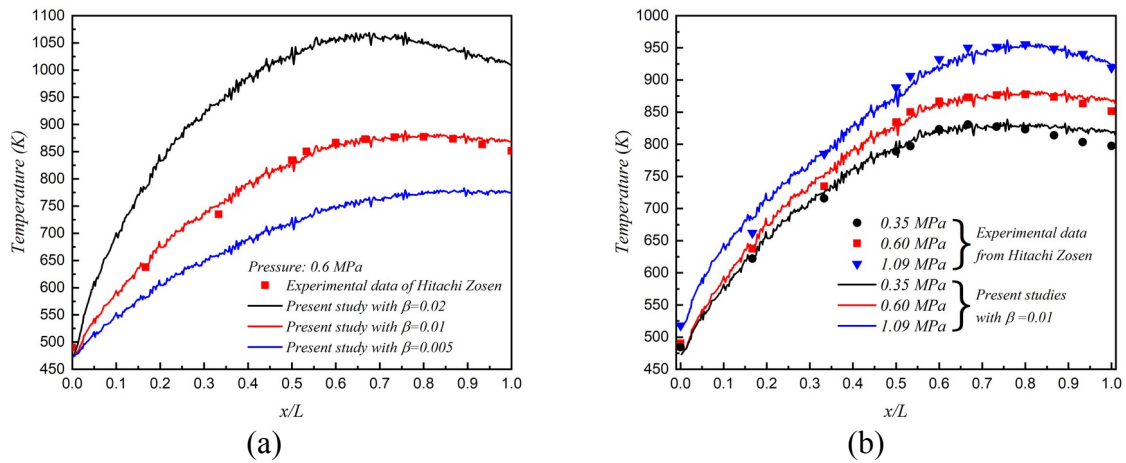 1100
1050
1000
950
900
850
800
750
700
650
600
550
500
450
Temperature (K)
Pressure: 0.6 MPa
Experimental data of Hitachi Zosen
Present study with β=0.02
Present study with β=0.01
Present study with β=0.005
0.0 0.1 0.2 0.3 0.4 0.5 0.6 0.7 0.8 0.9 1.0
x/L
(a)
1000
950
900
850
800
750
700
650
600
550
500
450
Temperature (K)
0.35 MPa
0.60 MPa
1.09 MPa
Experimental data
from Hitachi Zosen
0.35 MPa
0.60 MPa
1.09 MPa
Present studies
with β =0.01
0.0 0.1 0.2 0.3 0.4 0.5 0.6 0.7 0.8 0.9 1.0
x/L
(b)